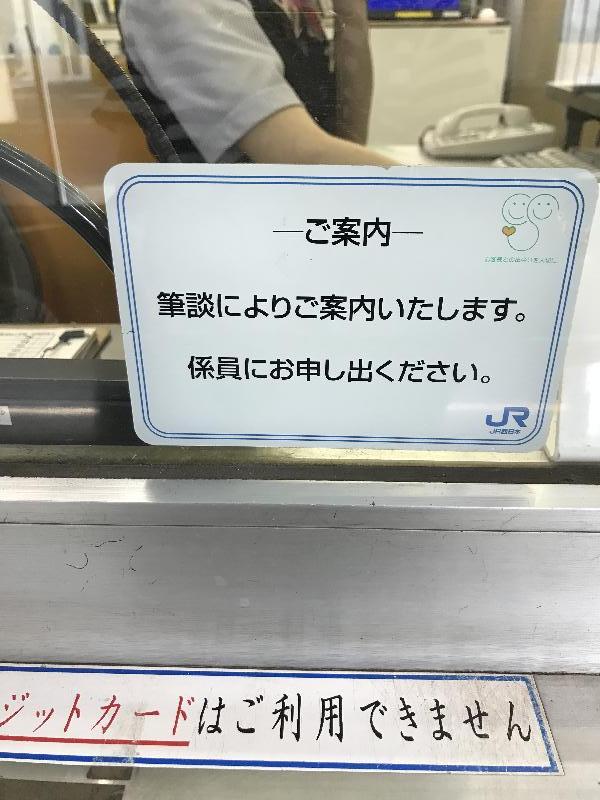 ―ご案内―
筆談によりご案内いたします。
係員にお申し出ください。
JR
JR西日本
ジットカードはご利用できません